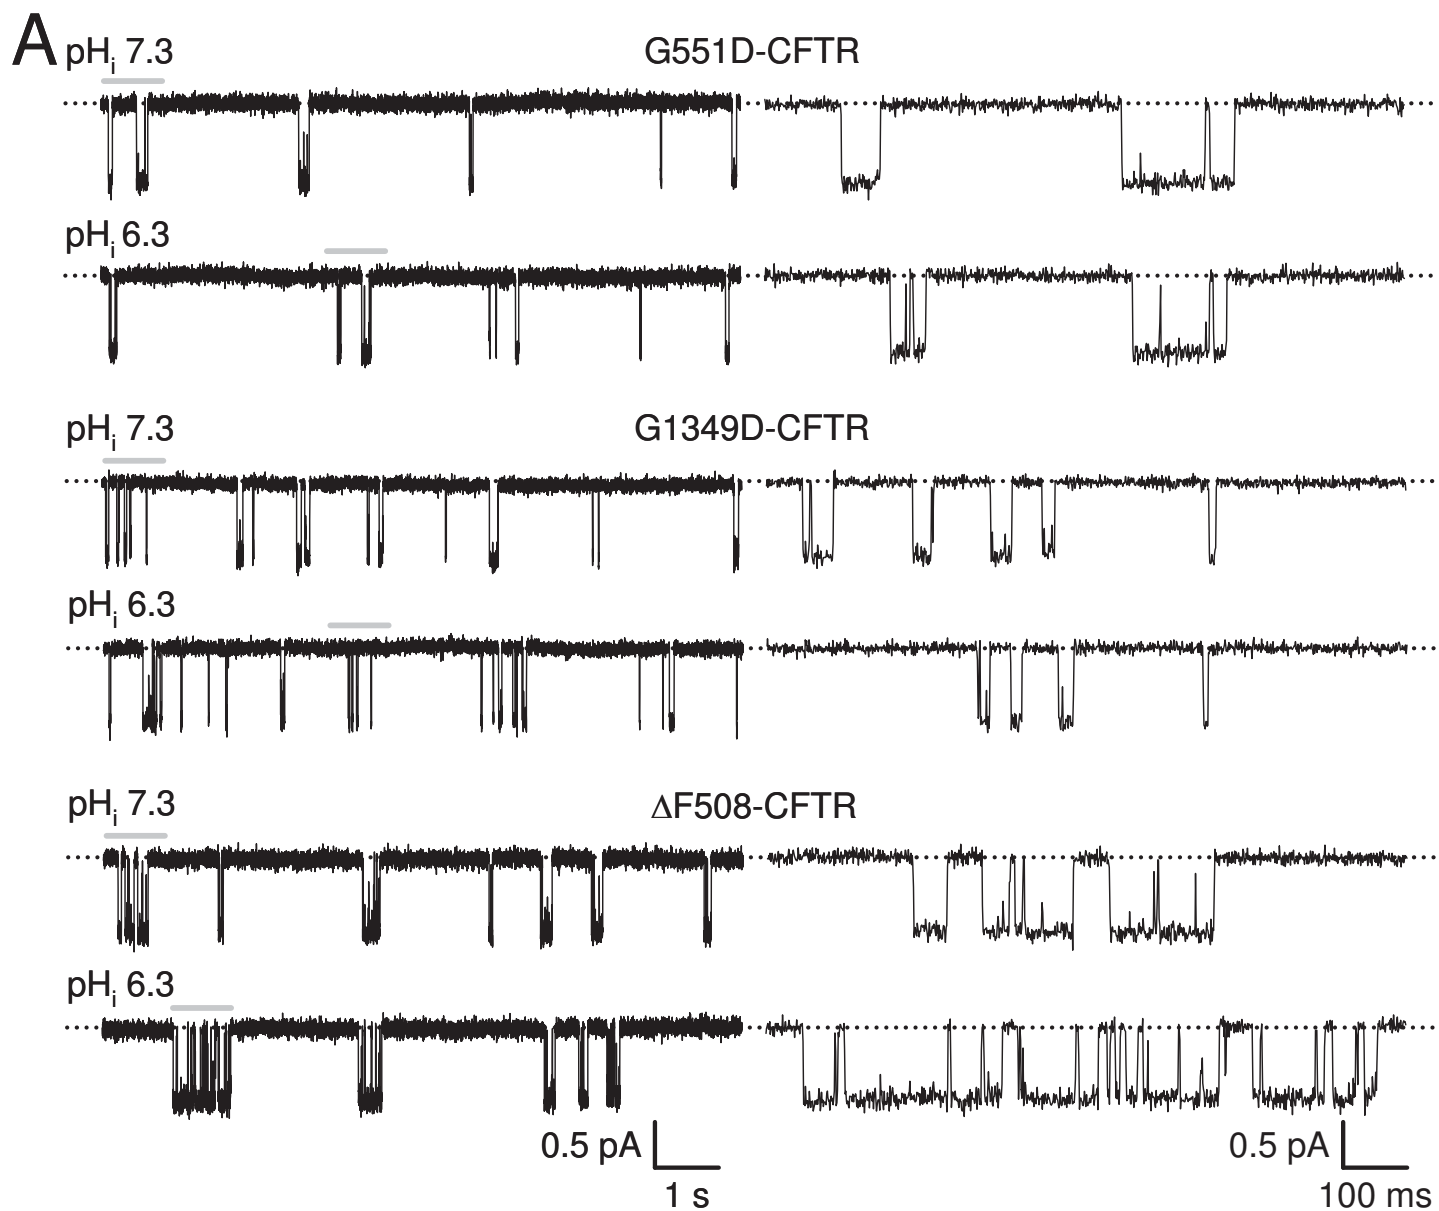 A
pHi 7.3 G551D-CFTR
pHi 6.3
pHi 7.3 G1349D-CFTR
pHi 6.3
pHi 7.3 ΔF508-CFTR
pHi 6.3
0.5 pA 0.5 pA
1 s 100 ms